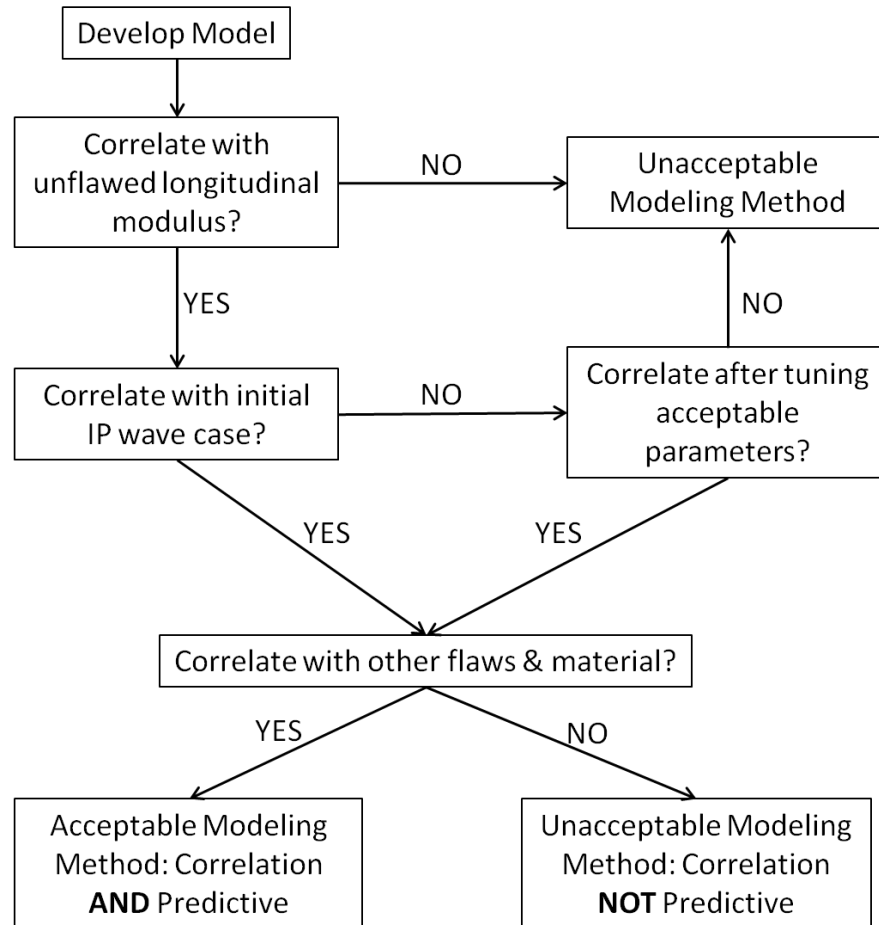 Develop Model
Correlate with
unflawed longitudinal
modulus?
NO
Unacceptable
Modeling Method
YES
NO
Correlate with initial
IP wave case?
NO
Correlate after tuning
acceptable
parameters?
YES
YES
Correlate with other flaws & material?
YES
NO
Acceptable Modeling
Method: Correlation
AND Predictive
Unacceptable Modeling
Method: Correlation
NOT Predictive